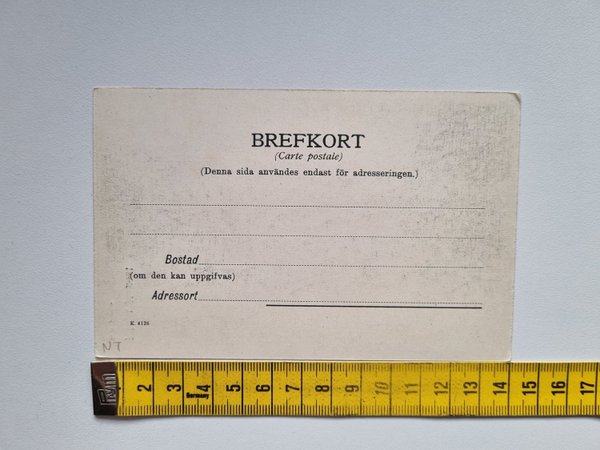 BREFKORT
(Carte postale)
(Denna sida användes endast för adresseringen.)
Bostad
(om den kan uppgifvas)
Adressort
K. 4126
NT
2 3 4 5 6 7 8 9 10 11 12 13 14 15 16 17
Germany